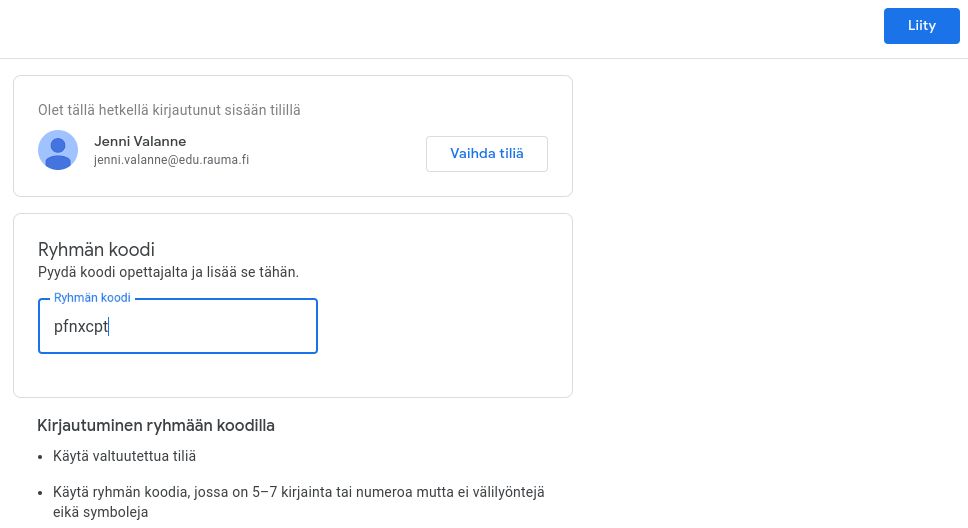 Liity
Olet tällä hetkellä kirjautunut sisään tilillä
Jenni Valanne
jenni.valanne@edu.rauma.fi
Vaihda tiliä
Ryhmän koodi
Pyydä koodi opettajalta ja lisää se tähän.
Ryhmän koodi
pfnxcpt
Kirjautuminen ryhmään koodilla
• Käytä valtuutettua tiliä
• Käytä ryhmän koodia, jossa on 5–7 kirjainta tai numeroa mutta ei välilyöntejä
eikä symboleja